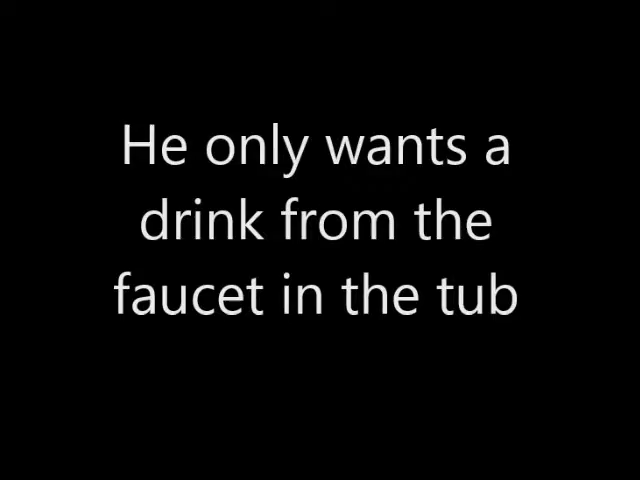 He only wants a
drink from the
faucet in the tub